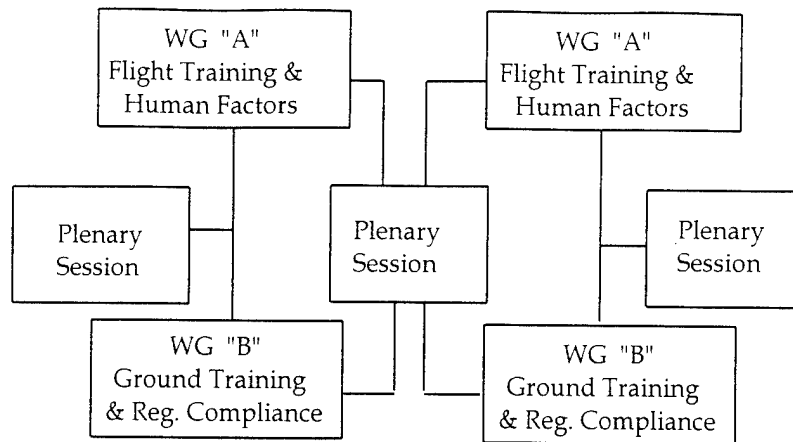 WG "A"
Flight Training &
Human Factors
WG "A"
Flight Training &
Human Factors
Plenary
Session
Plenary
Session
Plenary
Session
WG "B"
Ground Training
& Reg. Compliance
WG "B"
Ground Training
& Reg. Compliance